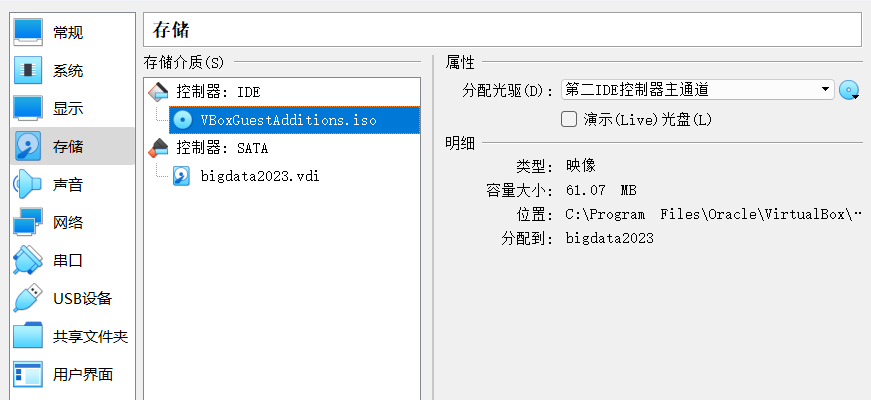 常规
系统
显示
存储
声音
网络
串口
USB设备
共享文件夹
用户界面
存储
存储介质(S)
控制器: IDE
VBoxGuestAdditions.iso
控制器: SATA
bigdata2023.vdi
属性
分配光驱(D): 第二IDE控制器主通道
演示(Live)光盘(L)
明细
类型: 映像
容量大小: 61.07 MB
位置: C:\Program Files\Oracle\VirtualBox\…
分配到: bigdata2023